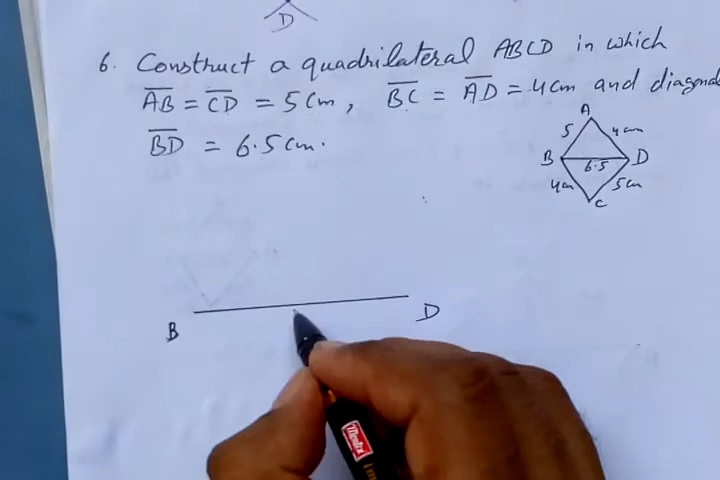 D
6. Construct a quadrilateral ABCD in which
AB = CD = 5cm, BC = AD = 4cm and diagonal
BD = 6.5cm.
A
5 4cm
B 6.5 D
4cm 5cm
C
B D
Montex